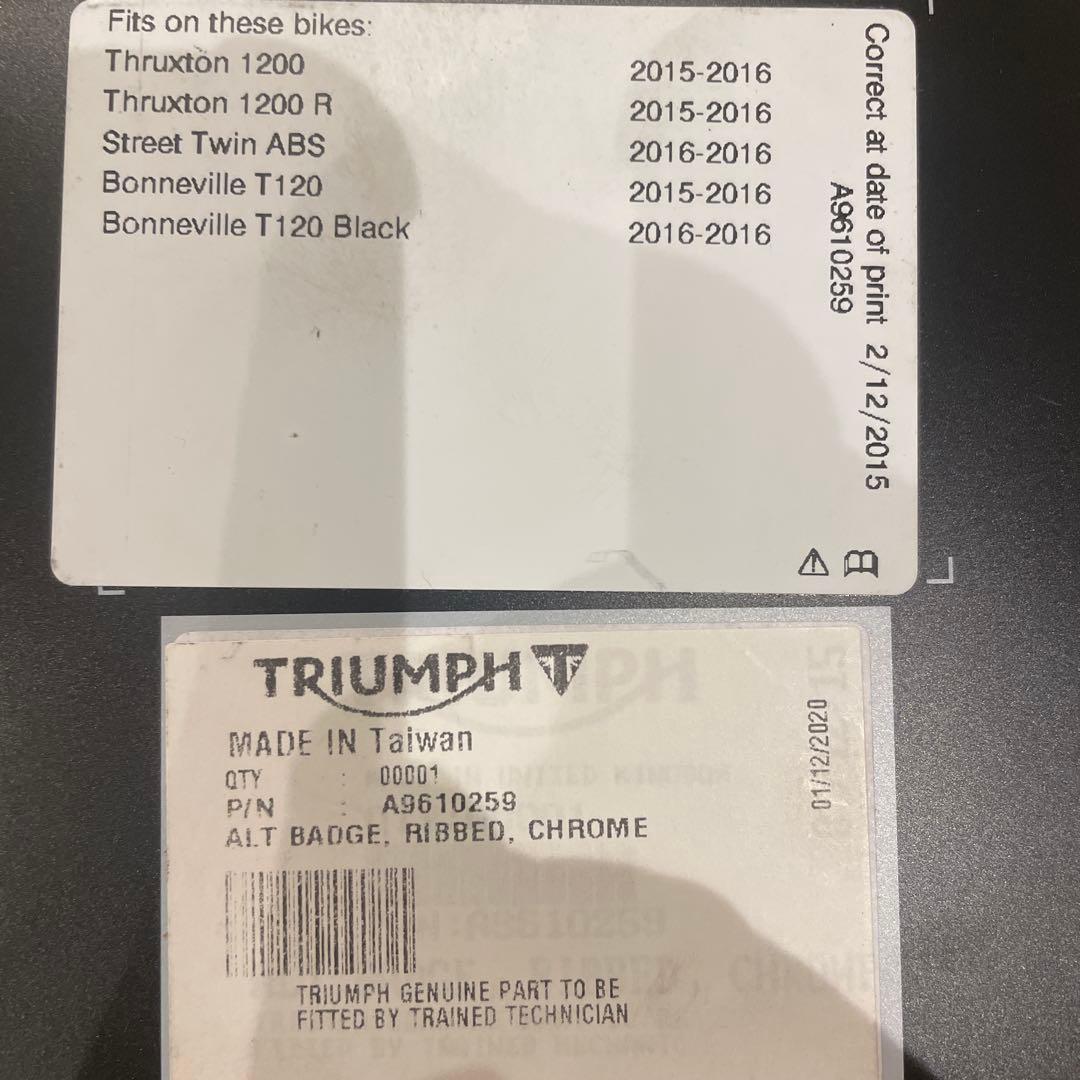 Fits on these bikes:
Thruxton 1200 2015-2016
Thruxton 1200 R 2015-2016
Street Twin ABS 2016-2016
Bonneville T120 2015-2016
Bonneville T120 Black 2016-2016
Correct at date of print 2/12/2015
A9610259
TRIUMPH
MADE IN Taiwan
QTY : 00001
P/N : A9610259
ALT BADGE, RIBBED, CHROME
TRIUMPH GENUINE PART TO BE
FITTED BY TRAINED TECHNICIAN
01/12/2020